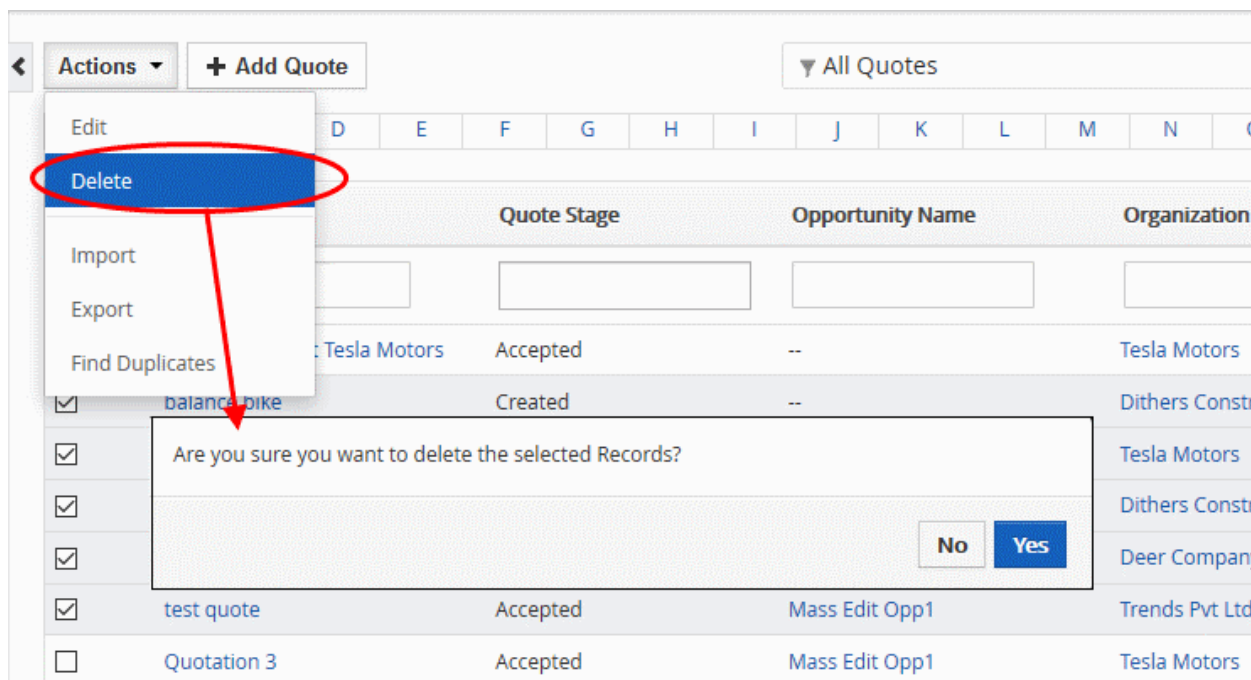 Actions + Add Quote All Quotes
Edit D E F G H I J K L M N
Delete
Quote Stage Opportunity Name Organization
Import
Export
Find Duplicates Tesla Motors Accepted -- Tesla Motors
balance bike Created -- Dithers Constr
Are you sure you want to delete the selected Records? Tesla Motors
Dithers Constr
No Yes Deer Company
test quote Accepted Mass Edit Opp1 Trends Pvt Ltd
Quotation 3 Accepted Mass Edit Opp1 Tesla Motors